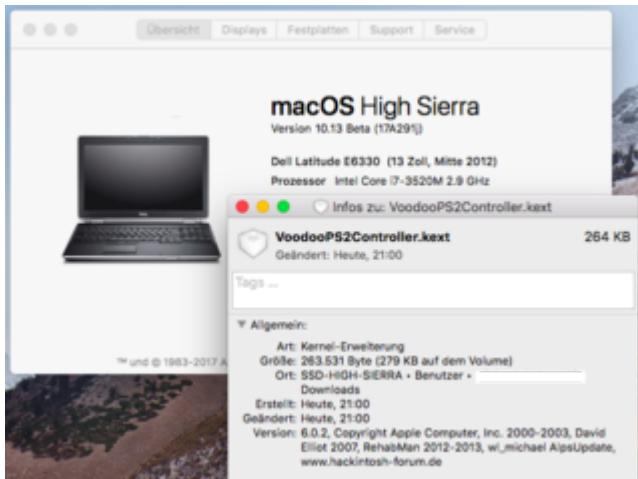 Übersicht Displays Festplatten Support Service
macOS High Sierra
Version 10.13 Beta (17A291j)
Dell Latitude E6330 (13 Zoll, Mitte 2012)
Prozessor Intel Core i7-3520M 2.9 GHz
Infos zu: VoodooPS2Controller.kext
VoodooPS2Controller.kext 264 KB
Geändert: Heute, 21:00
Tags ...
Allgemein:
Art: Kernel-Erweiterung
Größe: 263.531 Byte (279 KB auf dem Volume)
Ort: SSD-HIGH-SIERRA • Benutzer •
Downloads
Erstellt: Heute, 21:00
Geändert: Heute, 21:00
Version: 6.0.2, Copyright Apple Computer, Inc. 2000-2003, David
Elliot 2007, RehabMan 2012-2013, wl_michael AlpsUpdate,
www.hackintosh-forum.de
™ und © 1983-2017 A